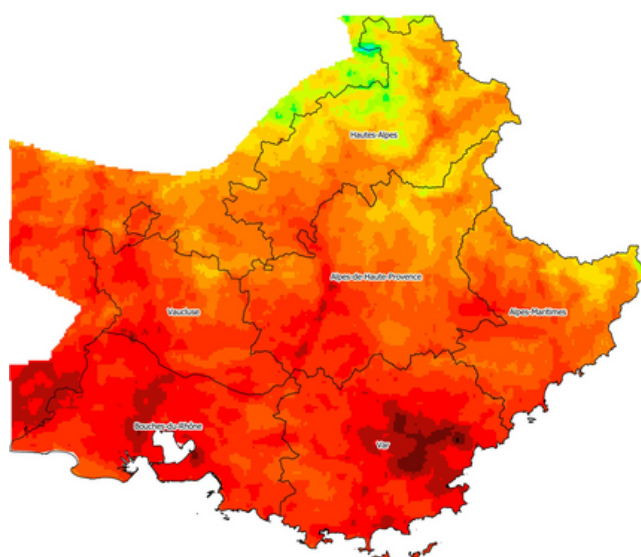 Hautes-Alpes
Alpes-de-Haute-Provence
Vaucluse
Alpes-Maritimes
Bouches-du-Rhône
Var